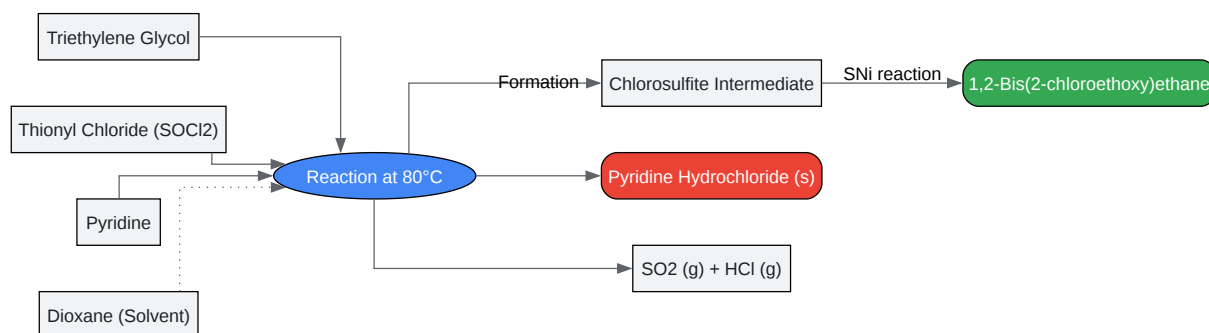 Triethylene Glycol
Formation
Chlorosulfite Intermediate
SNi reaction
1,2-Bis(2-chloroethoxy)ethane
Thionyl Chloride (SOCl2)
Reaction at 80°C
Pyridine Hydrochloride (s)
Pyridine
SO2 (g) + HCl (g)
Dioxane (Solvent)